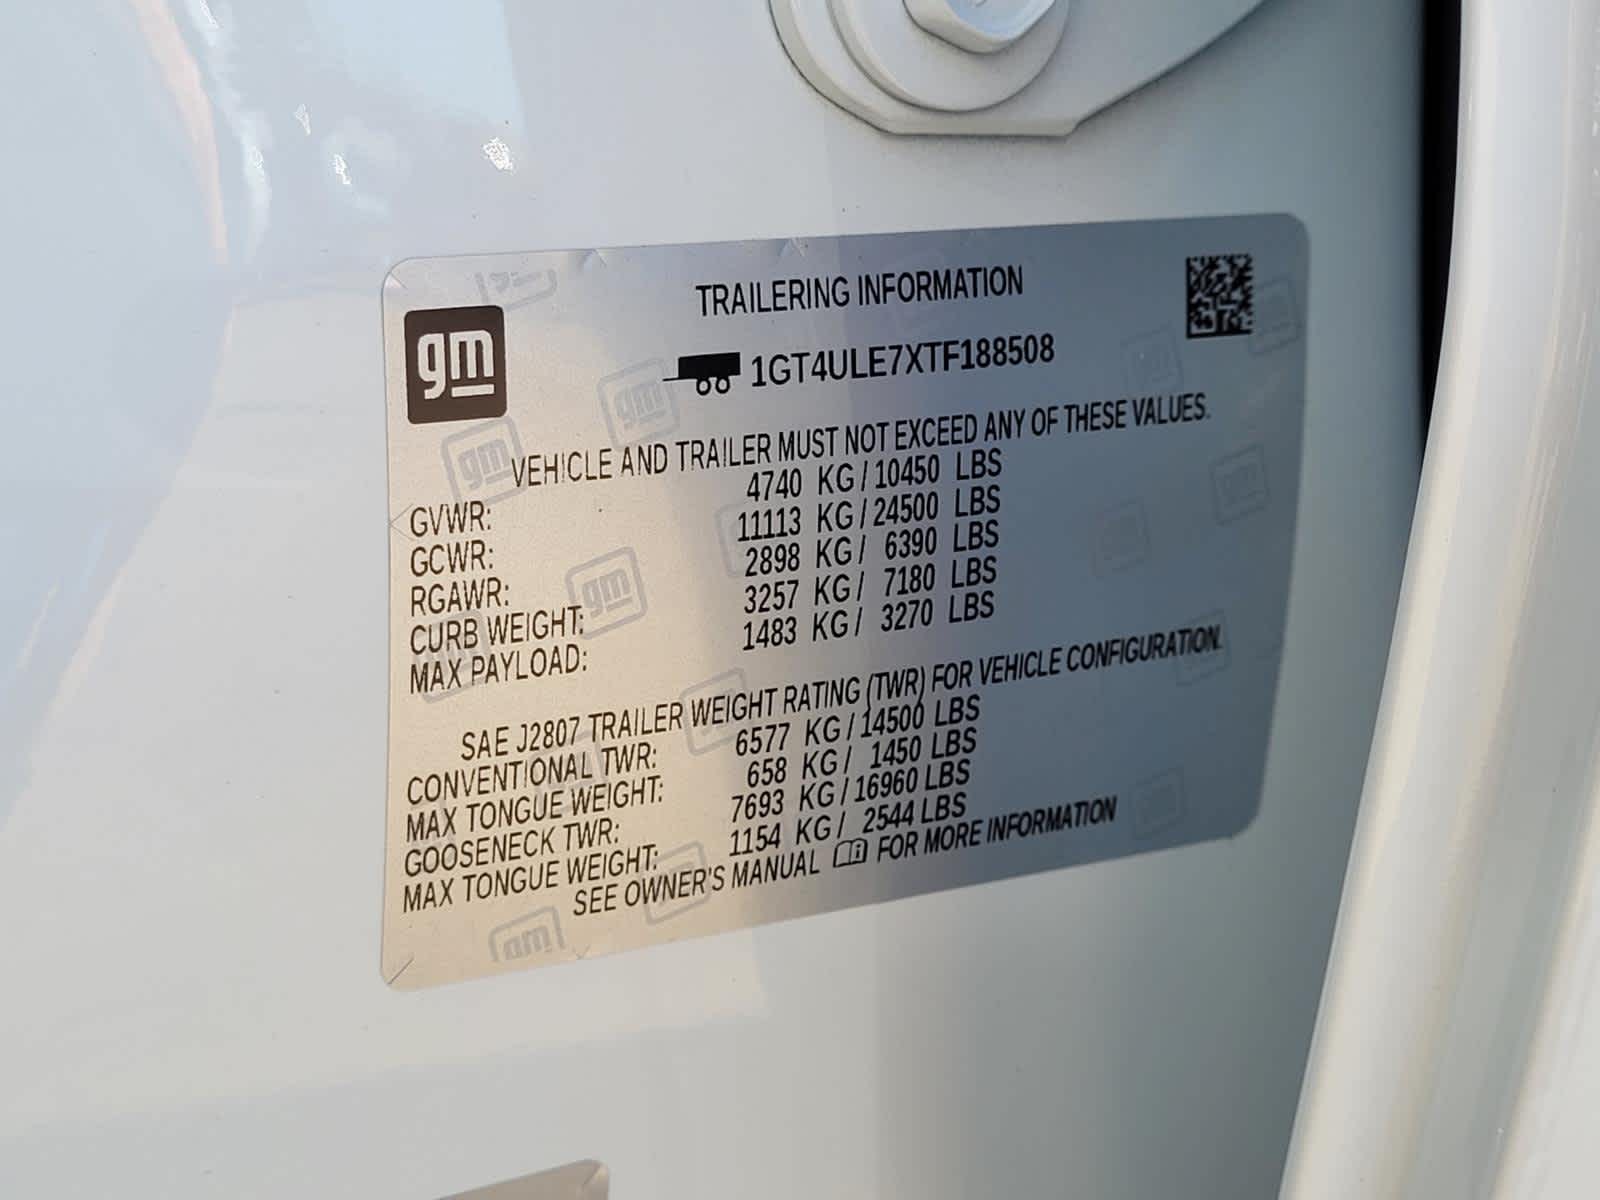 gm
TRAILERING INFORMATION
1GT4ULE7XTF188508
VEHICLE AND TRAILER MUST NOT EXCEED ANY OF THESE VALUES.
GVWR: 4740 KG / 10450 LBS
GCWR: 11113 KG / 24500 LBS
RGAWR: 2898 KG / 6390 LBS
CURB WEIGHT: 3257 KG / 7180 LBS
MAX PAYLOAD: 1483 KG / 3270 LBS
SAE J2807 TRAILER WEIGHT RATING (TWR) FOR VEHICLE CONFIGURATION.
CONVENTIONAL TWR: 6577 KG / 14500 LBS
MAX TONGUE WEIGHT: 658 KG / 1450 LBS
GOOSENECK TWR: 7693 KG / 16960 LBS
MAX TONGUE WEIGHT: 1154 KG / 2544 LBS
SEE OWNER'S MANUAL FOR MORE INFORMATION